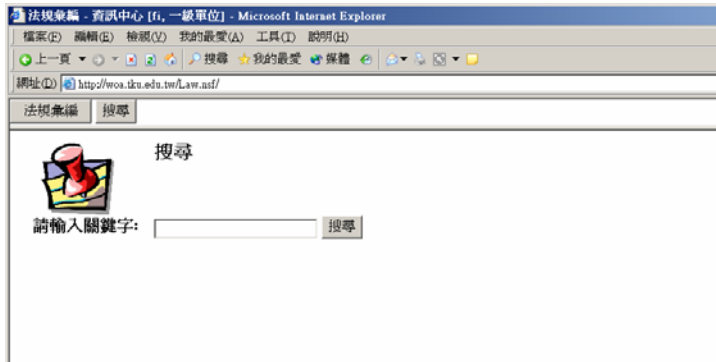 法規彙編 - 資訊中心 [fi, 一級單位] - Microsoft Internet Explorer
檔案(F) 編輯(E) 檢視(V) 我的最愛(A) 工具(T) 說明(H)
上一頁 搜尋 我的最愛 媒體
網址(D) http://woa.tku.edu.tw/Law.nsf/
法規彙編 搜尋
搜尋
請輸入關鍵字: 搜尋